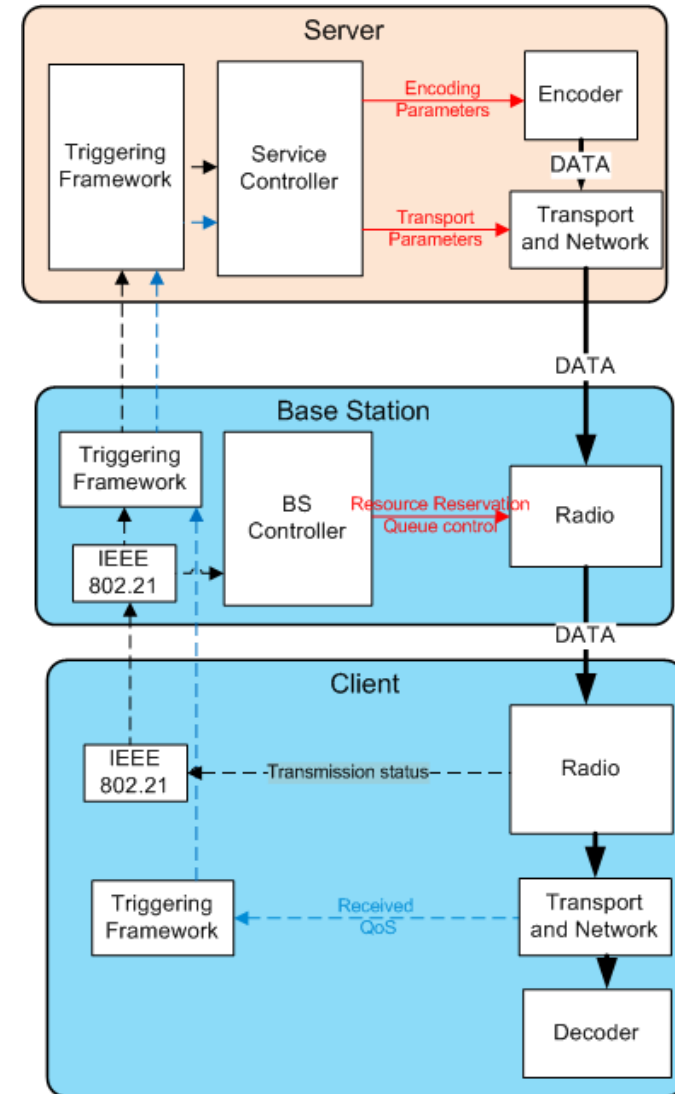 Server
Triggering
Framework
Service
Controller
Encoding
Parameters
Encoder
DATA
Transport
Parameters
Transport
and Network
DATA
Base Station
Triggering
Framework
BS
Controller
Resource Reservation
Queue control
Radio
IEEE
802.21
DATA
Client
IEEE
802.21
Transmission status
Radio
Triggering
Framework
Received
QoS
Transport
and Network
Decoder